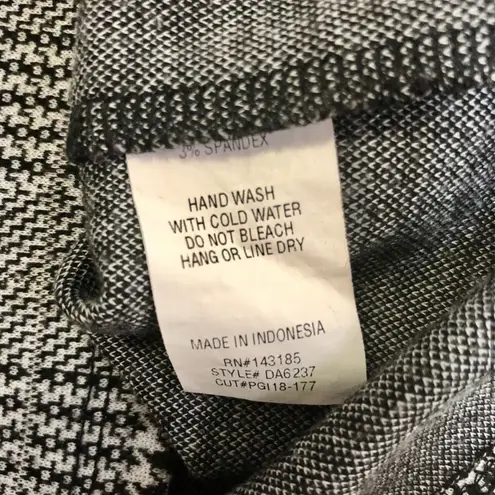 3% SPANDEX
HAND WASH
WITH COLD WATER
DO NOT BLEACH
HANG OR LINE DRY
MADE IN INDONESIA
RN#143185
STYLE# DA6237
CUT#PGI18-177